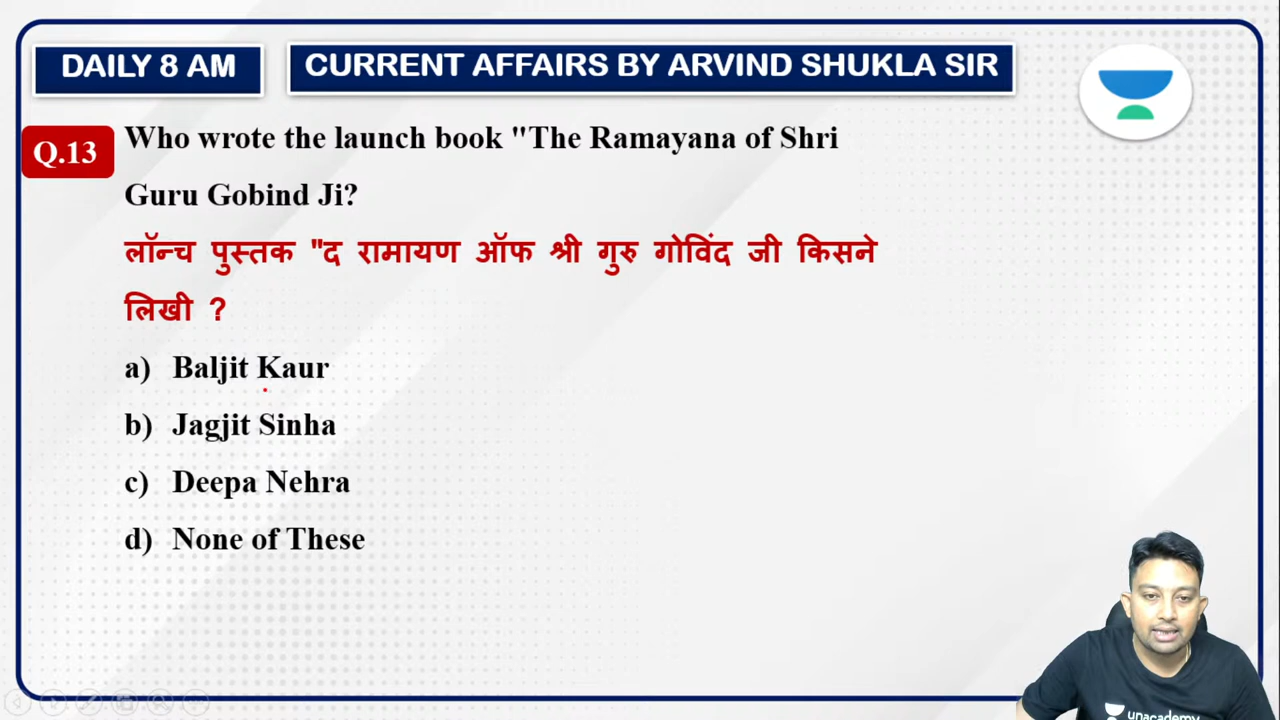 DAILY 8 AM
CURRENT AFFAIRS BY ARVIND SHUKLA SIR
Q.13
Who wrote the launch book "The Ramayana of Shri
Guru Gobind Ji?
लॉन्च पुस्तक "द रामायण ऑफ श्री गुरु गोविंद जी किसने
लिखी ?
a) Baljit Kaur
b) Jagjit Sinha
c) Deepa Nehra
d) None of These
unacademy